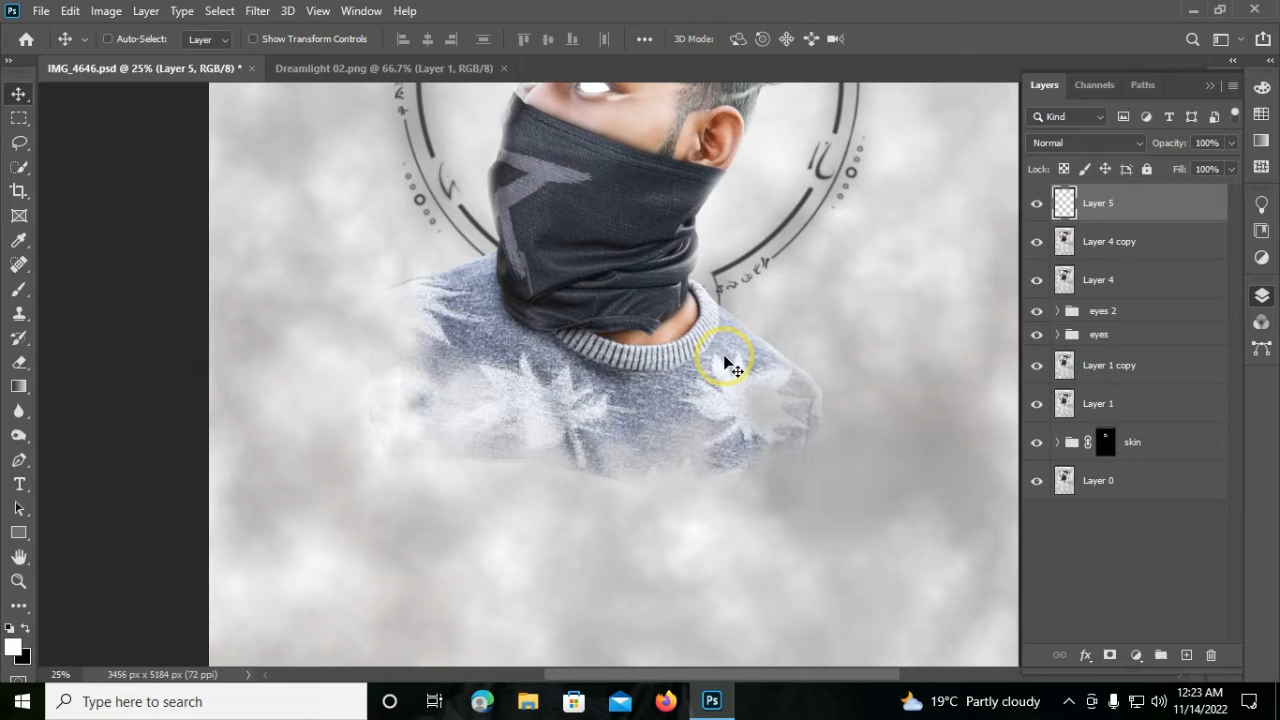 Ps File Edit Image Layer Type Select Filter 3D View Window Help
Auto-Select: Layer Show Transform Controls 3D Mode:
IMG_4646.psd @ 25% (Layer 5, RGB/8) * × Dreamlight 02.png @ 66.7% (Layer 1, RGB/8) ×
Layers Channels Paths
Kind
Normal Opacity: 100%
Lock: Fill: 100%
Layer 5
Layer 4 copy
Layer 4
eyes 2
eyes
Layer 1 copy
Layer 1
skin
Layer 0
fx
25% 3456 px x 5184 px (72 ppi)
Type here to search
Ps
19°C Partly cloudy
12:23 AM
11/14/2022